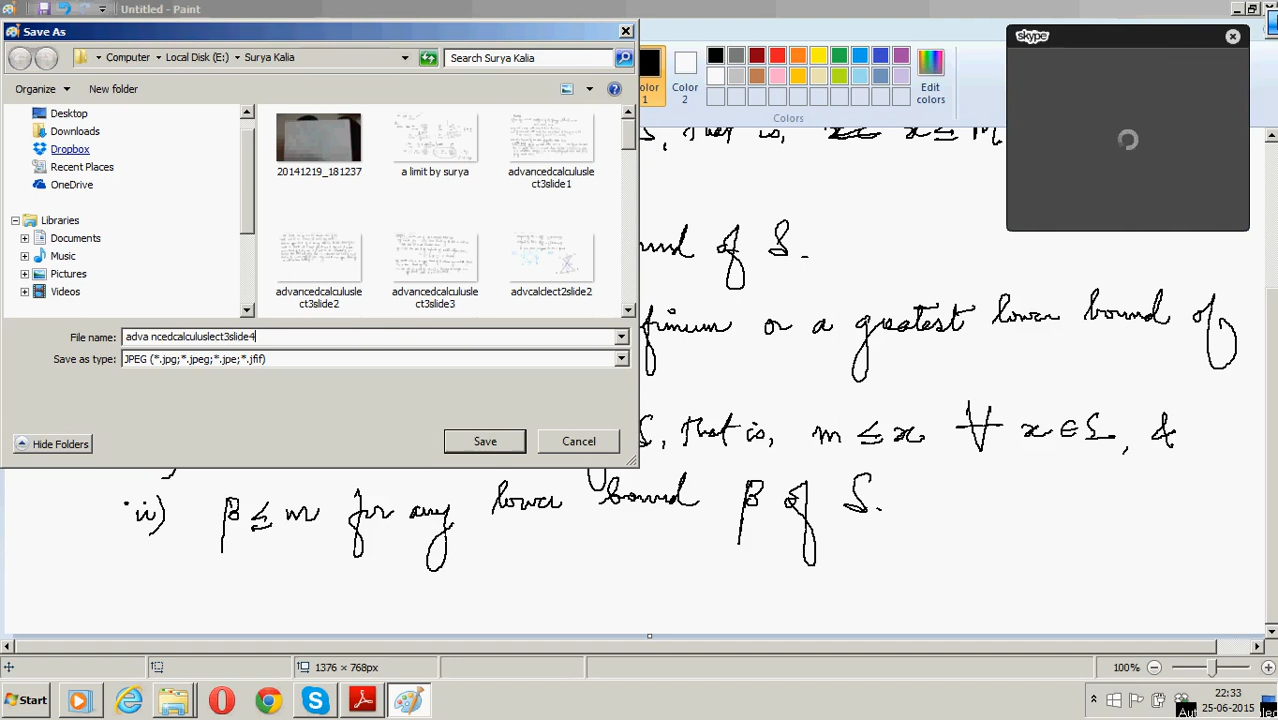 Untitled - Paint
Save As
Computer Local Disk (E:) Surya Kalia
Search Surya Kalia
skype
Organize
New folder
Color 1
Color 2
Edit colors
Colors
Desktop
Downloads
Dropbox
Recent Places
OneDrive
Libraries
Documents
Music
Pictures
Videos
20141219_181237
a limit by surya
advancedcalculuslect3slide1
advancedcalculuslect3slide2
advancedcalculuslect3slide3
advcalclect2slide2
File name: adva ncedcalculuslect3slide4
Save as type: JPEG (*.jpg;*.jpeg;*.jpe;*.jfif)
Hide Folders
Save
Cancel
S, that is, x ≤ M
und of S.
fimum or a greatest lower bound of
S, that is, m ≤ x ∀ x ∈ S, &
ii) β ≤ m for any lower bound β of S.
1376 × 768px
100%
Start
22:33
25-06-2015